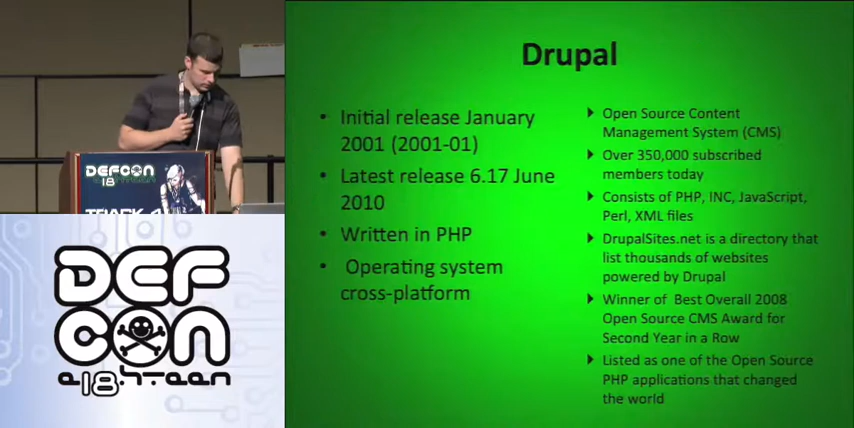 Drupal
• Initial release January
2001 (2001-01)
• Latest release 6.17 June
2010
• Written in PHP
• Operating system
cross-platform
Open Source Content
Management System (CMS)
Over 350,000 subscribed
members today
Consists of PHP, INC, JavaScript,
Perl, XML files
DrupalSites.net is a directory that
list thousands of websites
powered by Drupal
Winner of Best Overall 2008
Open Source CMS Award for
Second Year in a Row
Listed as one of the Open Source
PHP applications that changed
the world
DEFCON
18
TRACK 4
DEF
CON
e18hteen